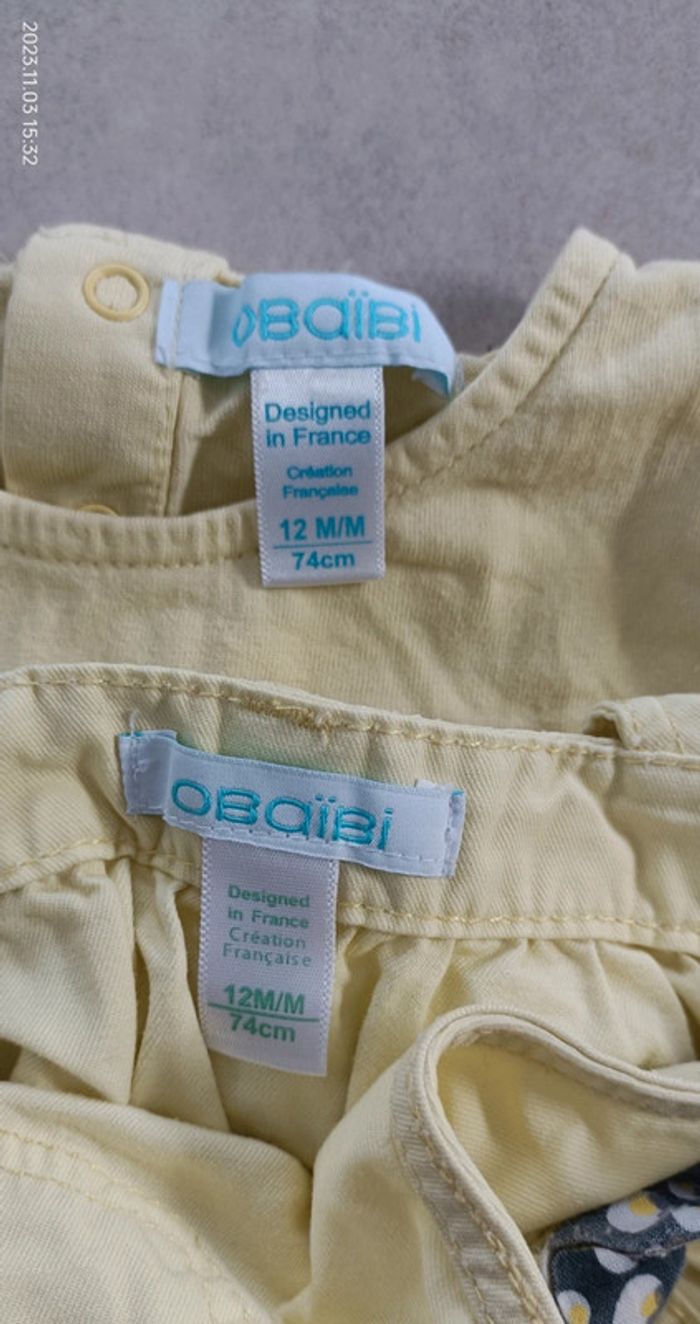 2023.11.03 15:32
OBaïBi
Designed
in France
Création
Française
12 M/M
74cm
OBaïBi
Designed
in France
Création
Française
12M/M
74cm